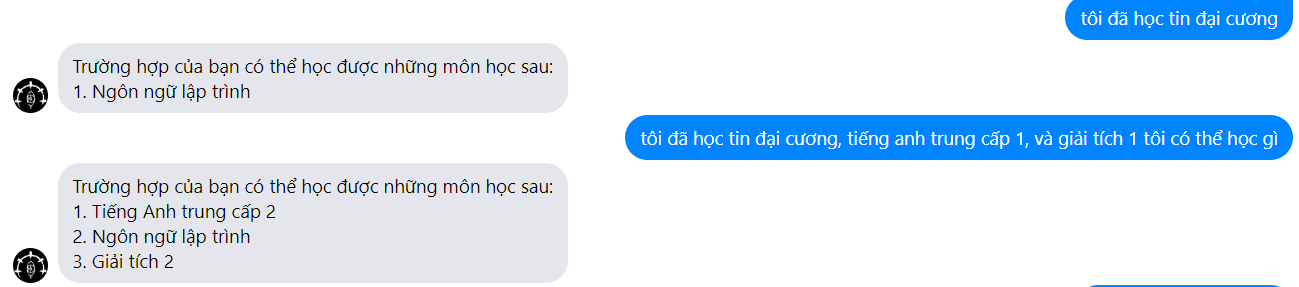 tôi đã học tin đại cương
Trường hợp của bạn có thể học được những môn học sau:
1. Ngôn ngữ lập trình
tôi đã học tin đại cương, tiếng anh trung cấp 1, và giải tích 1 tôi có thể học gì
Trường hợp của bạn có thể học được những môn học sau:
1. Tiếng Anh trung cấp 2
2. Ngôn ngữ lập trình
3. Giải tích 2